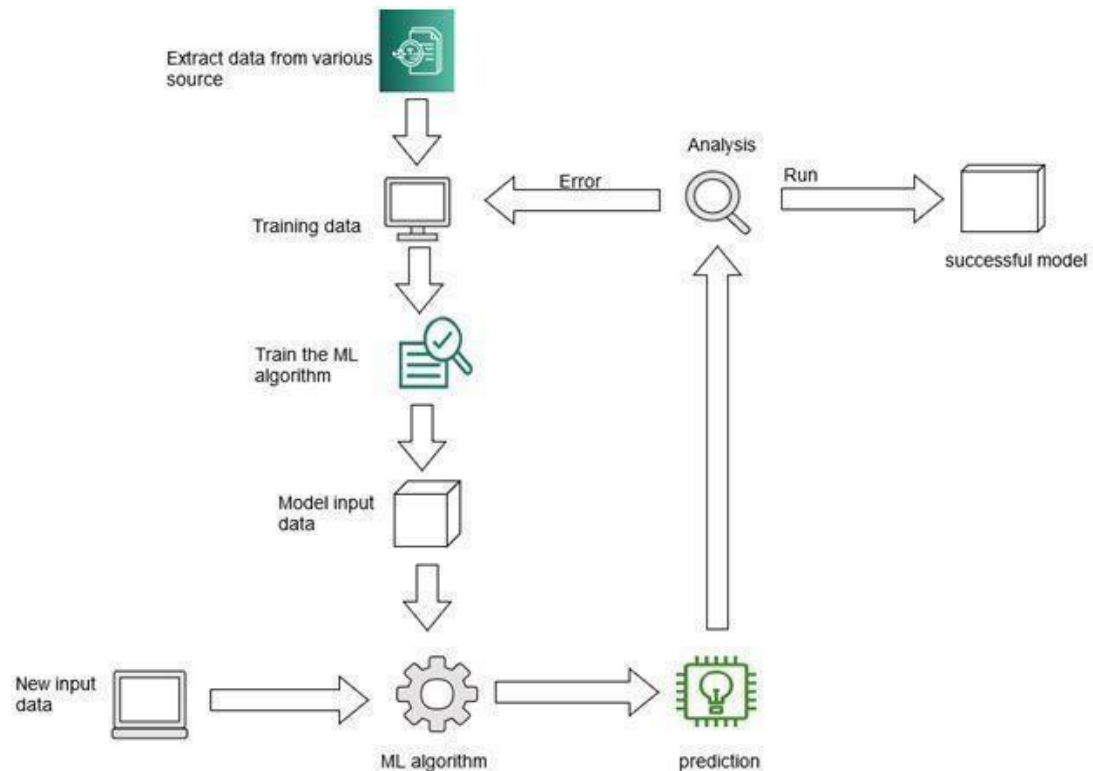 Extract data from various
source
Analysis
Error
Run
Training data
successful model
Train the ML
algorithm
Model input
data
New input
data
ML algorithm
prediction